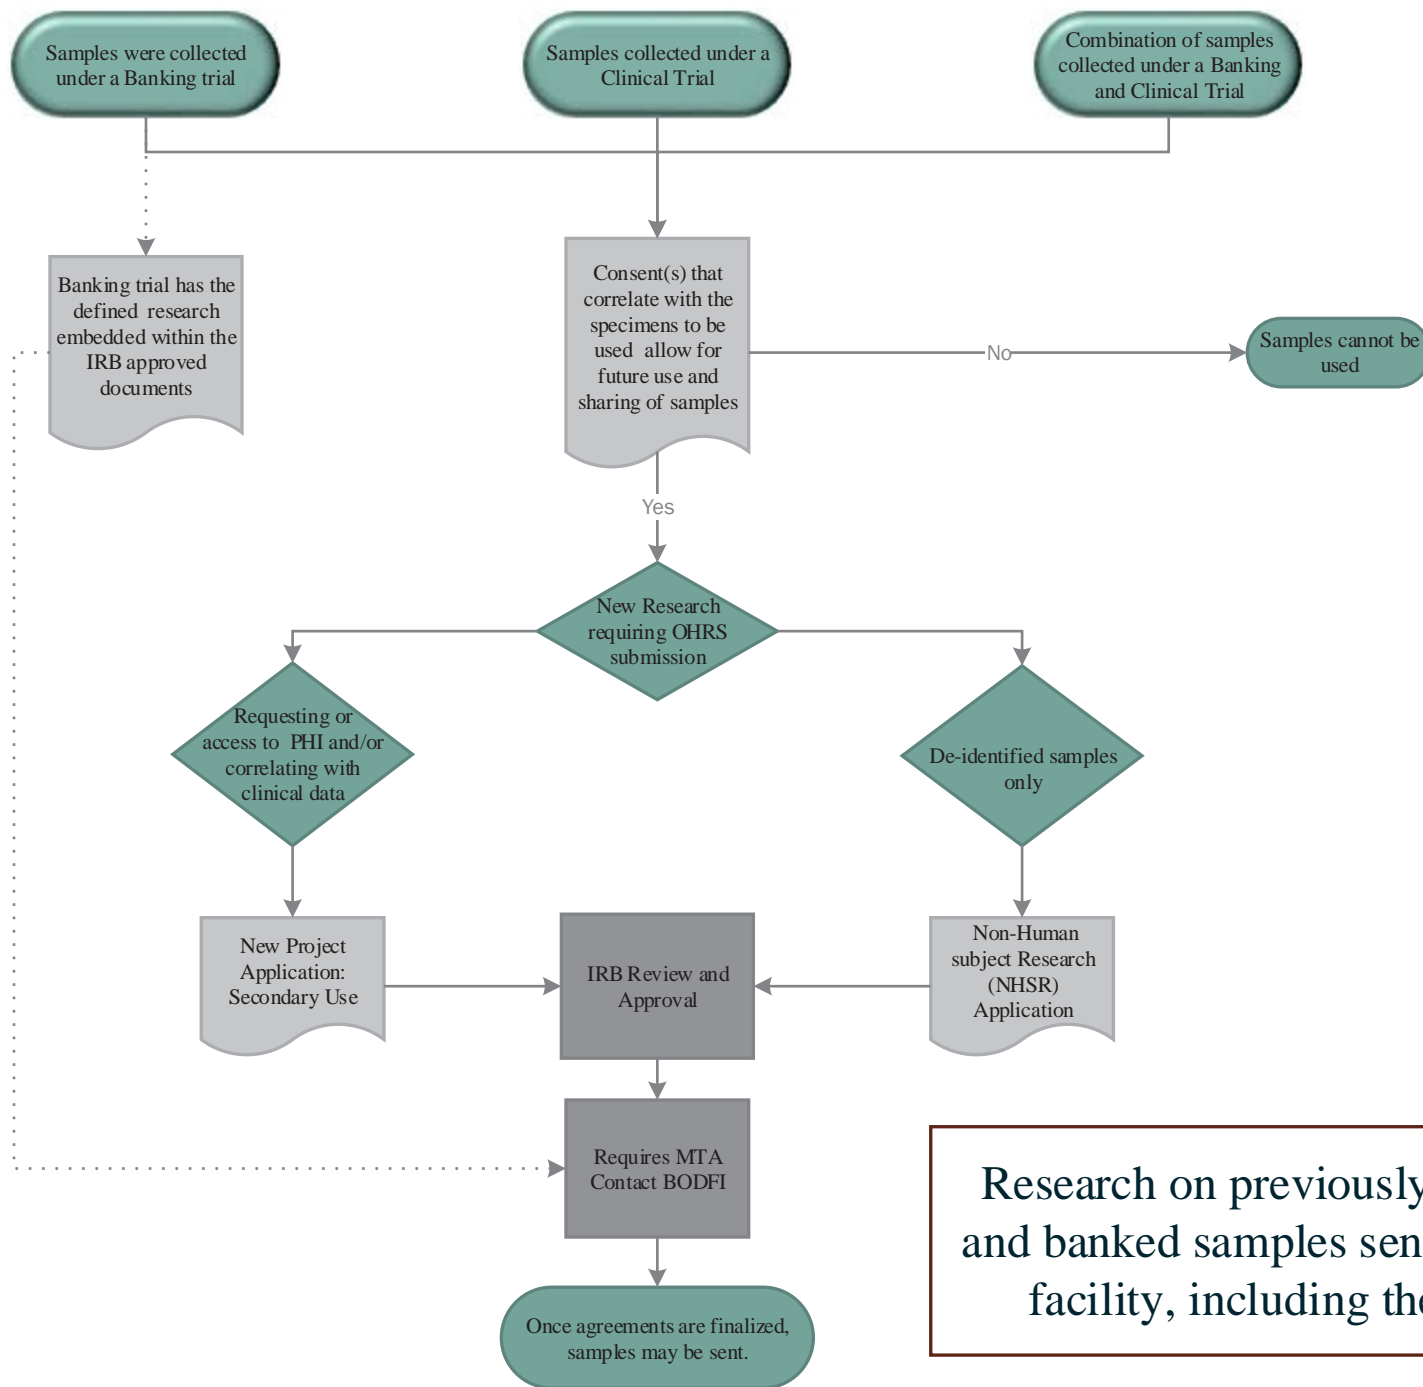 Samples were collected
under a Banking trial
Samples collected under a
Clinical Trial
Combination of samples
collected under a Banking
and Clinical Trial
Banking trial has the
defined research
embedded within the
IRB approved
documents
Consent(s) that
correlate with the
specimens to be
used allow for
future use and
sharing of samples
No
Samples cannot be
used
Yes
New Research
requiring OHRS
submission
Requesting or
access to PHI and/or
correlating with
clinical data
De-identified samples
only
New Project
Application:
Secondary Use
IRB Review and
Approval
Non-Human
subject Research
(NHSR)
Application
Requires MTA
Contact BODFI
Research on previously
and banked samples sen
facility, including the
Once agreements are finalized,
samples may be sent.